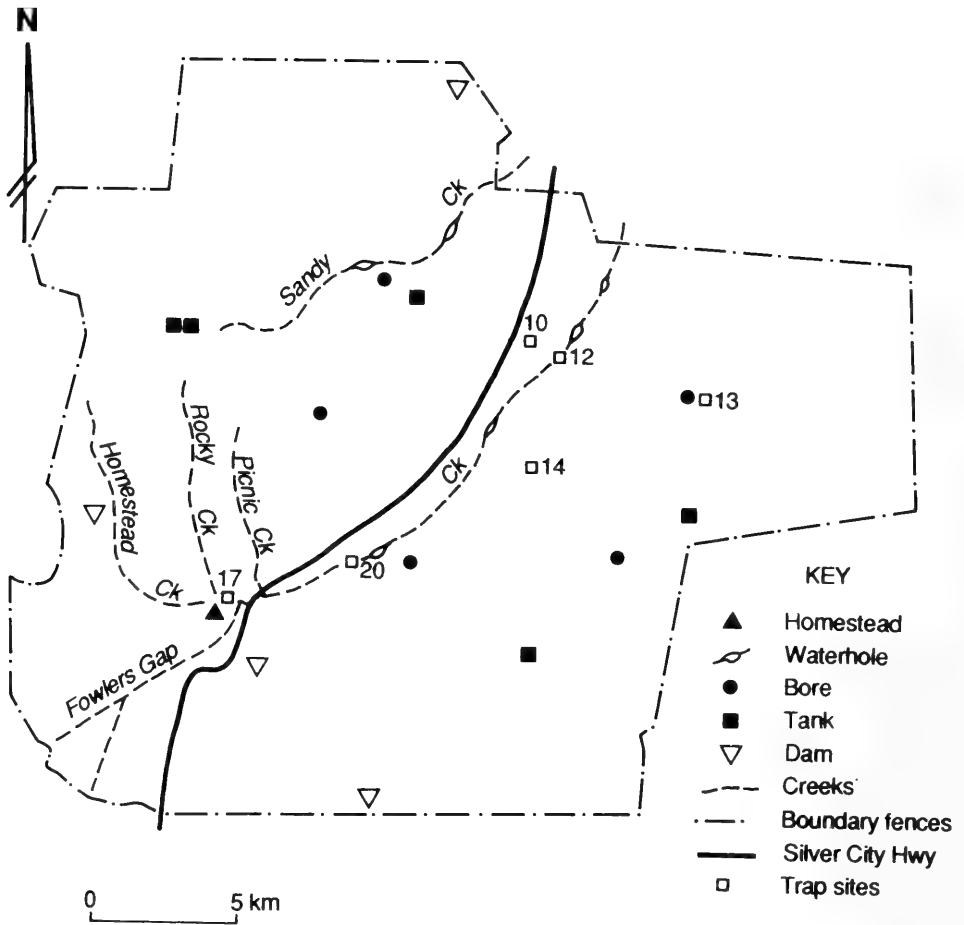 N
Sandy Ck
10
12
13
14
Homestead Ck
Rocky Ck
Picnic Ck
Ck
20
17
Fowlers Gap
KEY
Homestead
Waterhole
Bore
Tank
Dam
Creeks
Boundary fences
Silver City Hwy
Trap sites
0 5 km